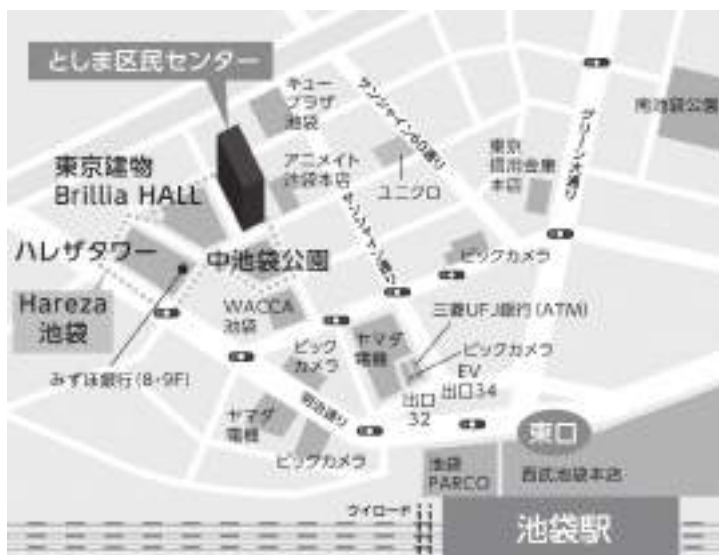 としま区民センター
キュー
プラザ
池袋
サンシャイン60通り
グリーン大通り
南池袋公園
東京建物
Brillia HALL
アニメイト
池袋本店
ユニクロ
東京
信用金庫
本店
ハレザタワー
中池袋公園
ビックカメラ
Hareza
池袋
WACCA
池袋
三菱UFJ銀行(ATM)
ヤマダ
電機
ビック
カメラ
ビックカメラ
みずほ銀行(8・9F)
EV
出口34
出口
32
ヤマダ
電機
明治通り
ビックカメラ
東口
池袋
PARCO
西武池袋本店
ウイロード
池袋駅